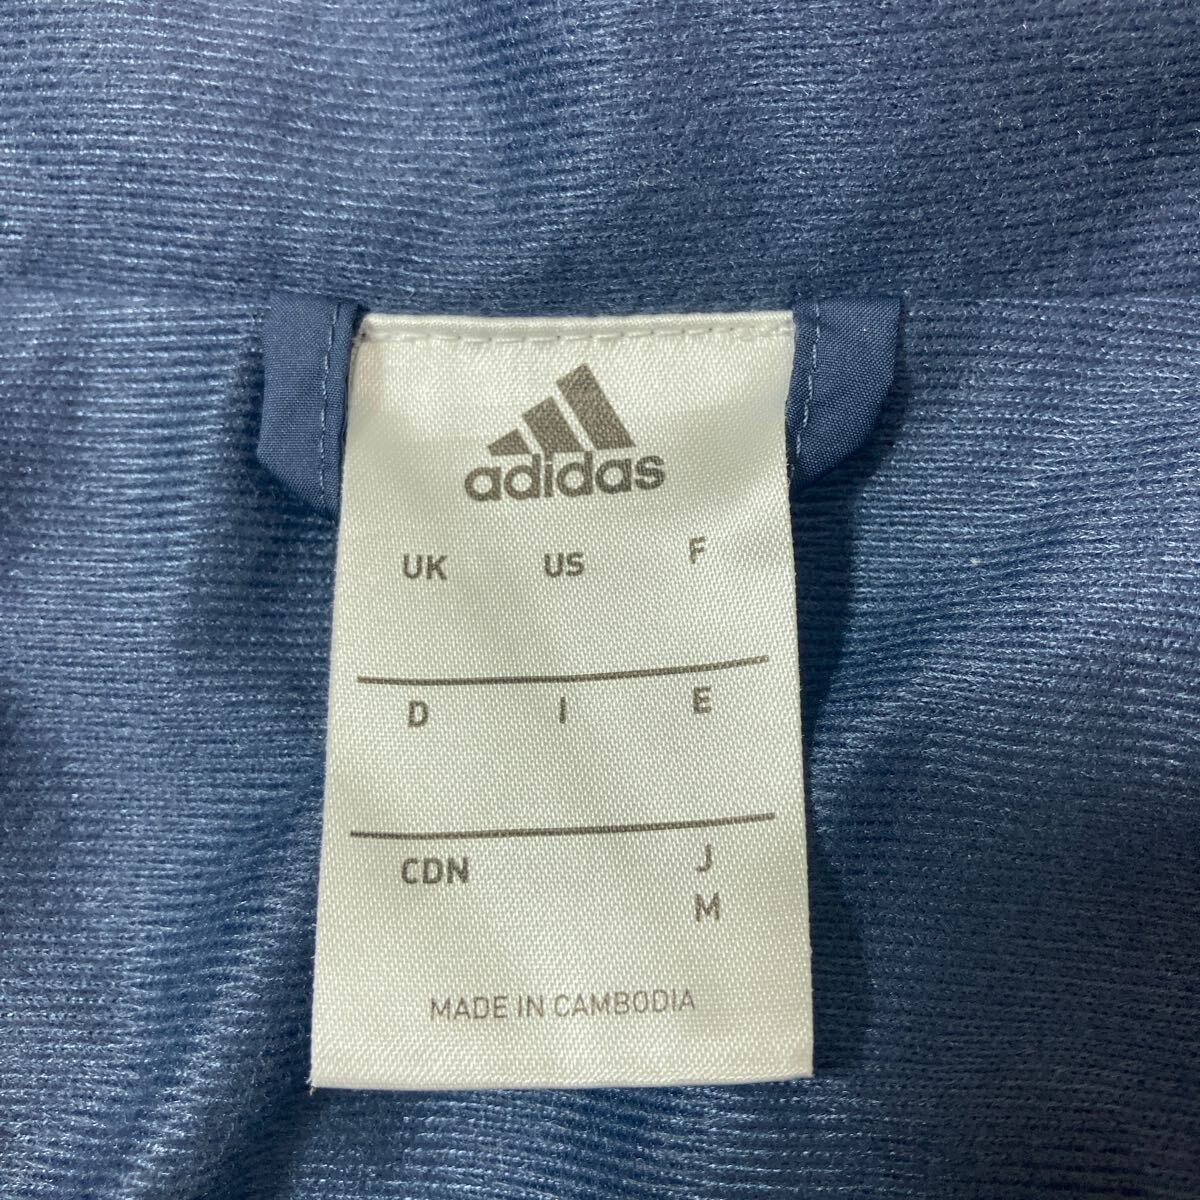 adidas
UK US F
D I E
CDN J
M
MADE IN CAMBODIA